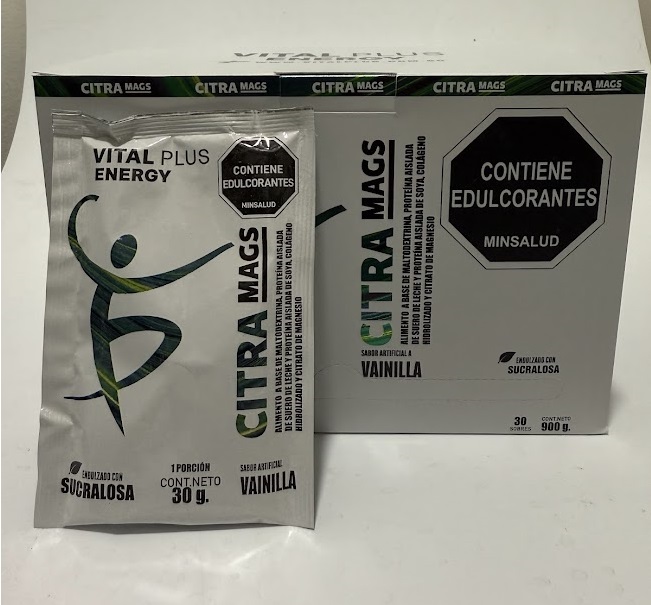 VITAL PLUS
ENERGY
CITRA MAGS
CITRA MAGS
CITRA MAGS
CITRA MAGS
CITRA MAGS
VITAL PLUS
ENERGY
CONTIENE
EDULCORANTES
MINSALUD
CITRA MAGS
ALIMENTO A BASE DE MALTODEXTRINA, PROTEÍNA AISLADA
DE SUERO DE LECHE Y PROTEÍNA AISLADA DE SOYA, COLÁGENO
HIDROLIZADO Y CITRATO DE MAGNESIO
ENDULZADO CON
SUCRALOSA
1 PORCIÓN
CONT.NETO
30 g.
SABOR ARTIFICIAL
VAINILLA
CITRA MAGS
ALIMENTO A BASE DE MALTODEXTRINA, PROTEÍNA AISLADA
DE SUERO DE LECHE Y PROTEÍNA AISLADA DE SOYA, COLÁGENO
HIDROLIZADO Y CITRATO DE MAGNESIO
SABOR ARTIFICIAL A
VAINILLA
CONTIENE
EDULCORANTES
MINSALUD
ENDULZADO CON
SUCRALOSA
30
SOBRES
CONT.NETO
900 g.